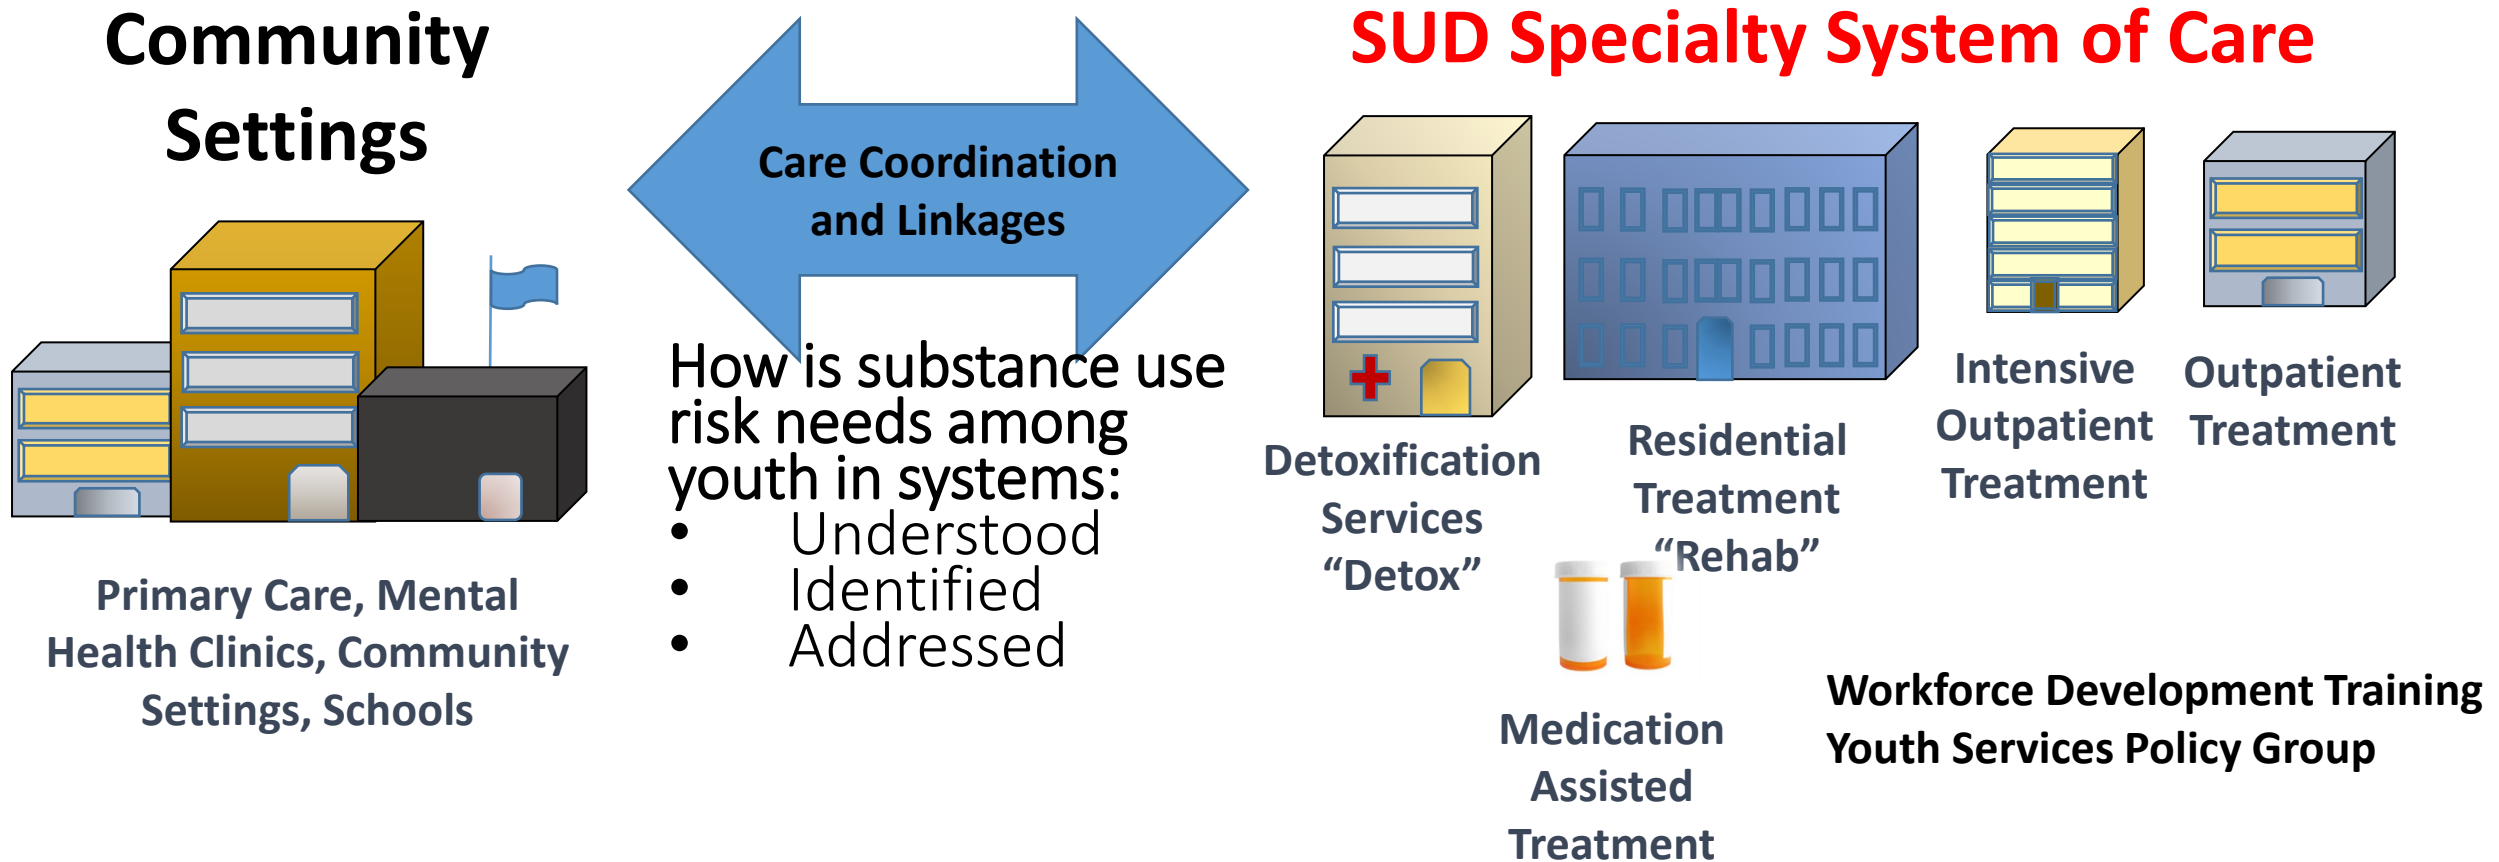 Community
Settings
Primary Care, Mental
Health Clinics, Community
Settings, Schools
Care Coordination
and Linkages
How is substance use
risk needs among
youth in systems:
• Understood
• Identified
• Addressed
SUD Specialty System of Care
Detoxification
Services
“Detox”
Residential
Treatment
“Rehab”
Intensive
Outpatient
Treatment
Outpatient
Treatment
Medication
Assisted
Treatment
Workforce Development Training
Youth Services Policy Group